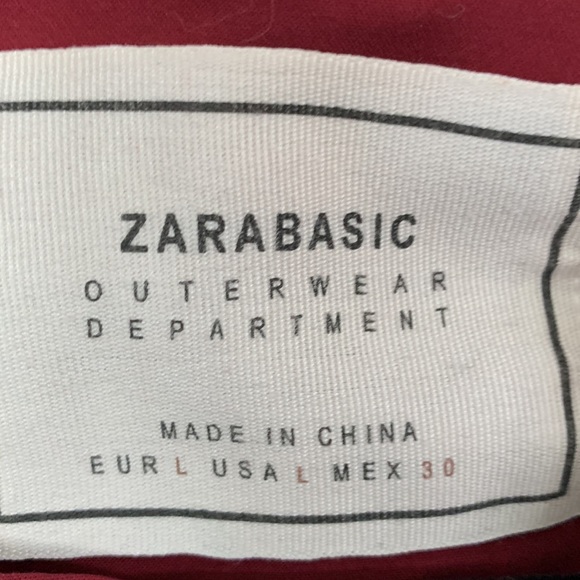 ZARABASIC
OUTERWEAR
DEPARTMENT
MADE IN CHINA
EUR L USA L MEX 30